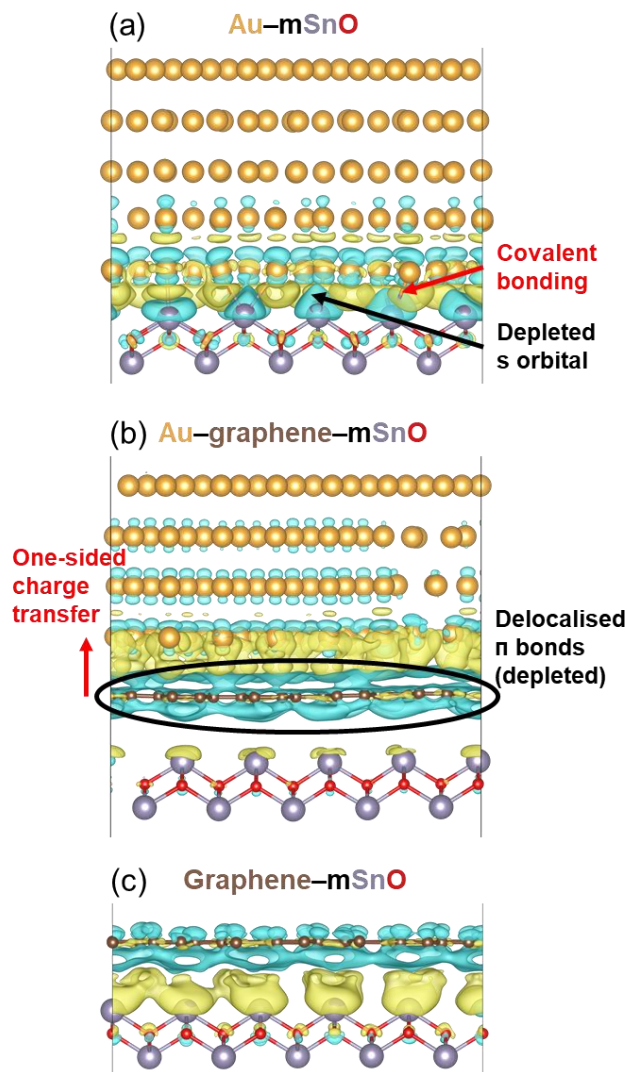 (a) Au–mSnO
Covalent
bonding
Depleted
s orbital
(b) Au–graphene–mSnO
One-sided
charge
transfer
Delocalised
π bonds
(depleted)
(c) Graphene–mSnO